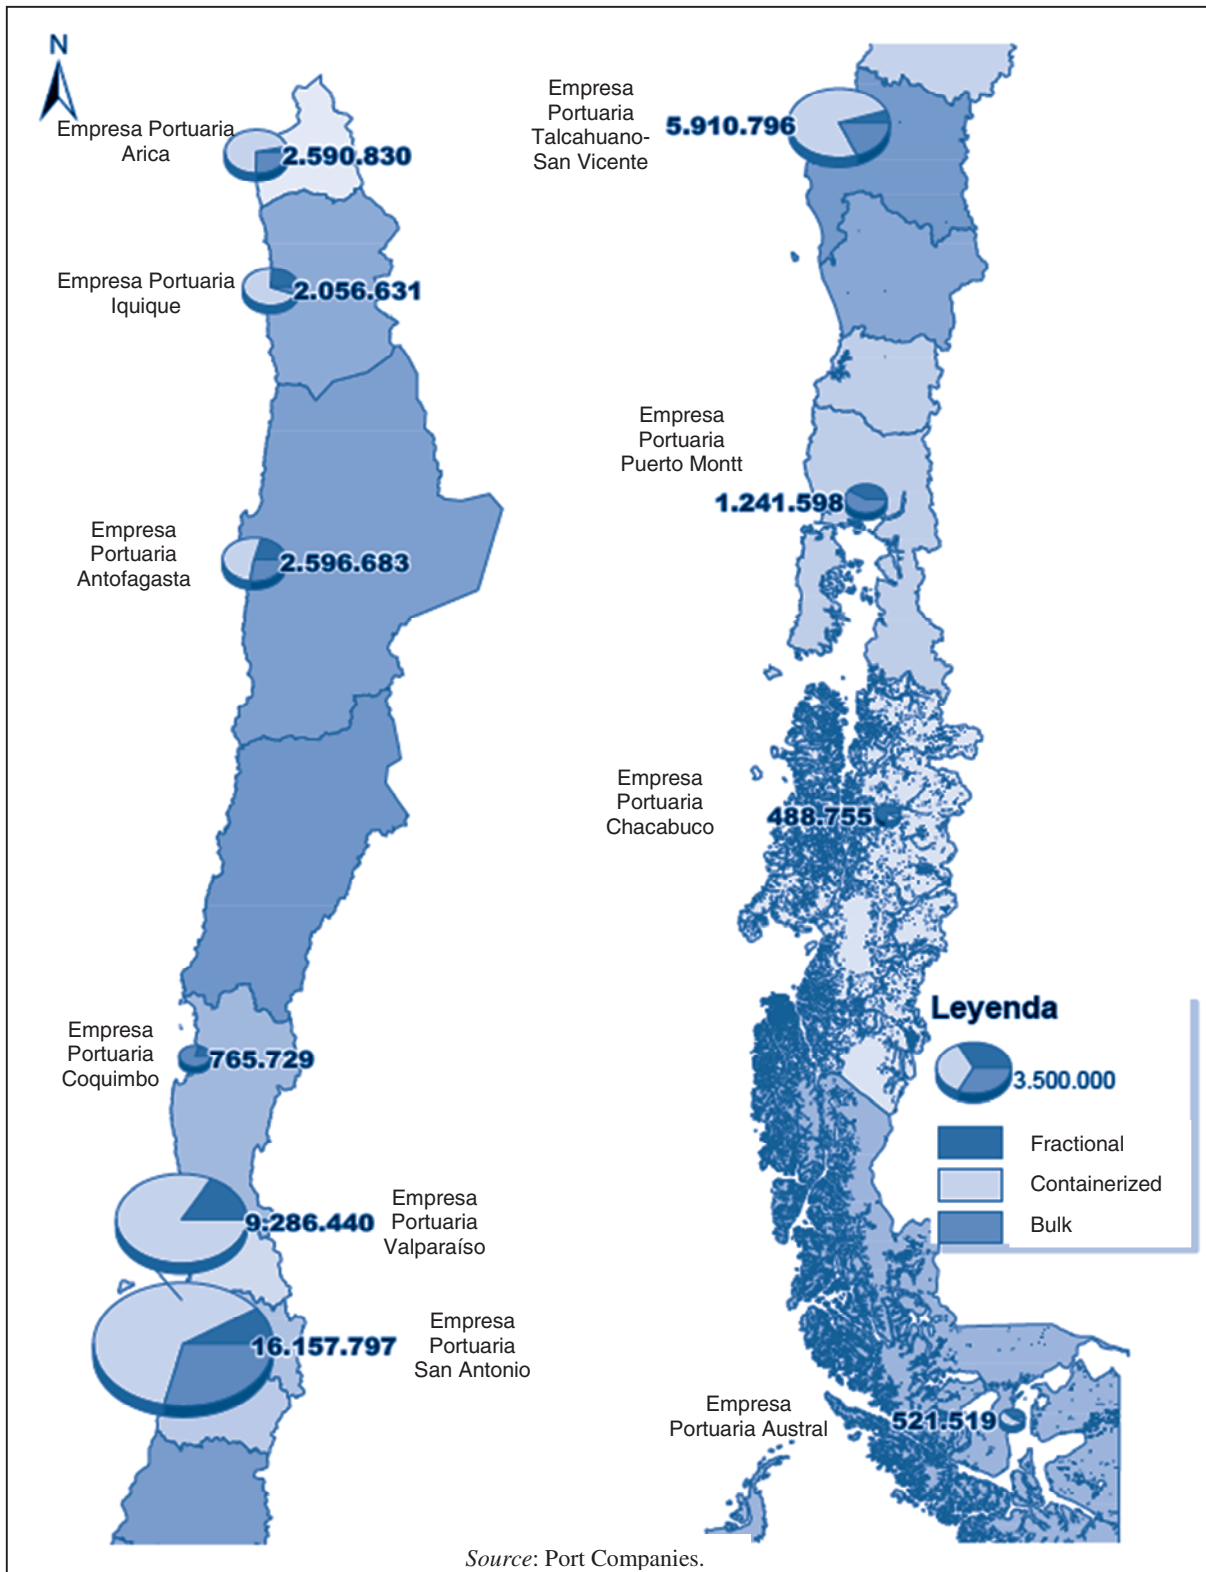 N
Empresa Portuaria
Arica
2.590.830
Empresa Portuaria
Iquique
2.056.631
Empresa
Portuaria
Antofagasta
2.596.683
Empresa
Portuaria
Coquimbo
765.729
9.286.440
Empresa
Portuaria
Valparaíso
16.157.797
Empresa
Portuaria
San Antonio
Empresa
Portuaria
Talcahuano-
San Vicente
5.910.796
Empresa
Portuaria
Puerto Montt
1.241.598
Empresa
Portuaria
Chacabuco
488.755
Leyenda
3.500.000
Fractional
Containerized
Bulk
Empresa
Portuaria Austral
521.519
Source: Port Companies.